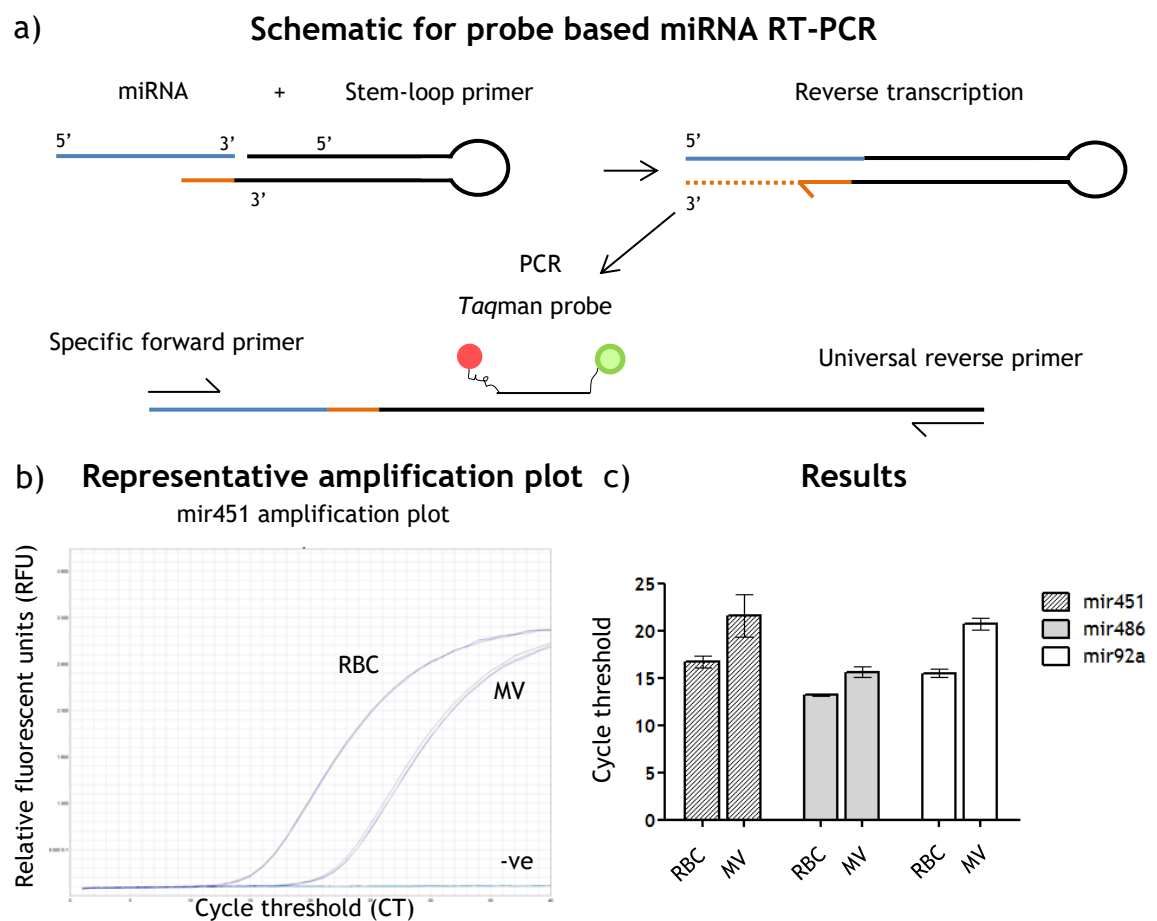 a)
Schematic for probe based miRNA RT-PCR
miRNA + Stem-loop primer
Reverse transcription
5’ 3’ 5’
3’
5’
3’
PCR
Taqman probe
Specific forward primer
Universal reverse primer
b) Representative amplification plot
mir451 amplification plot
Relative fluorescent units (RFU)
RBC
MV
-ve
Cycle threshold (CT)
c) Results
Cycle threshold
25
20
15
10
5
0
RBC MV RBC MV RBC MV
mir451
mir486
mir92a